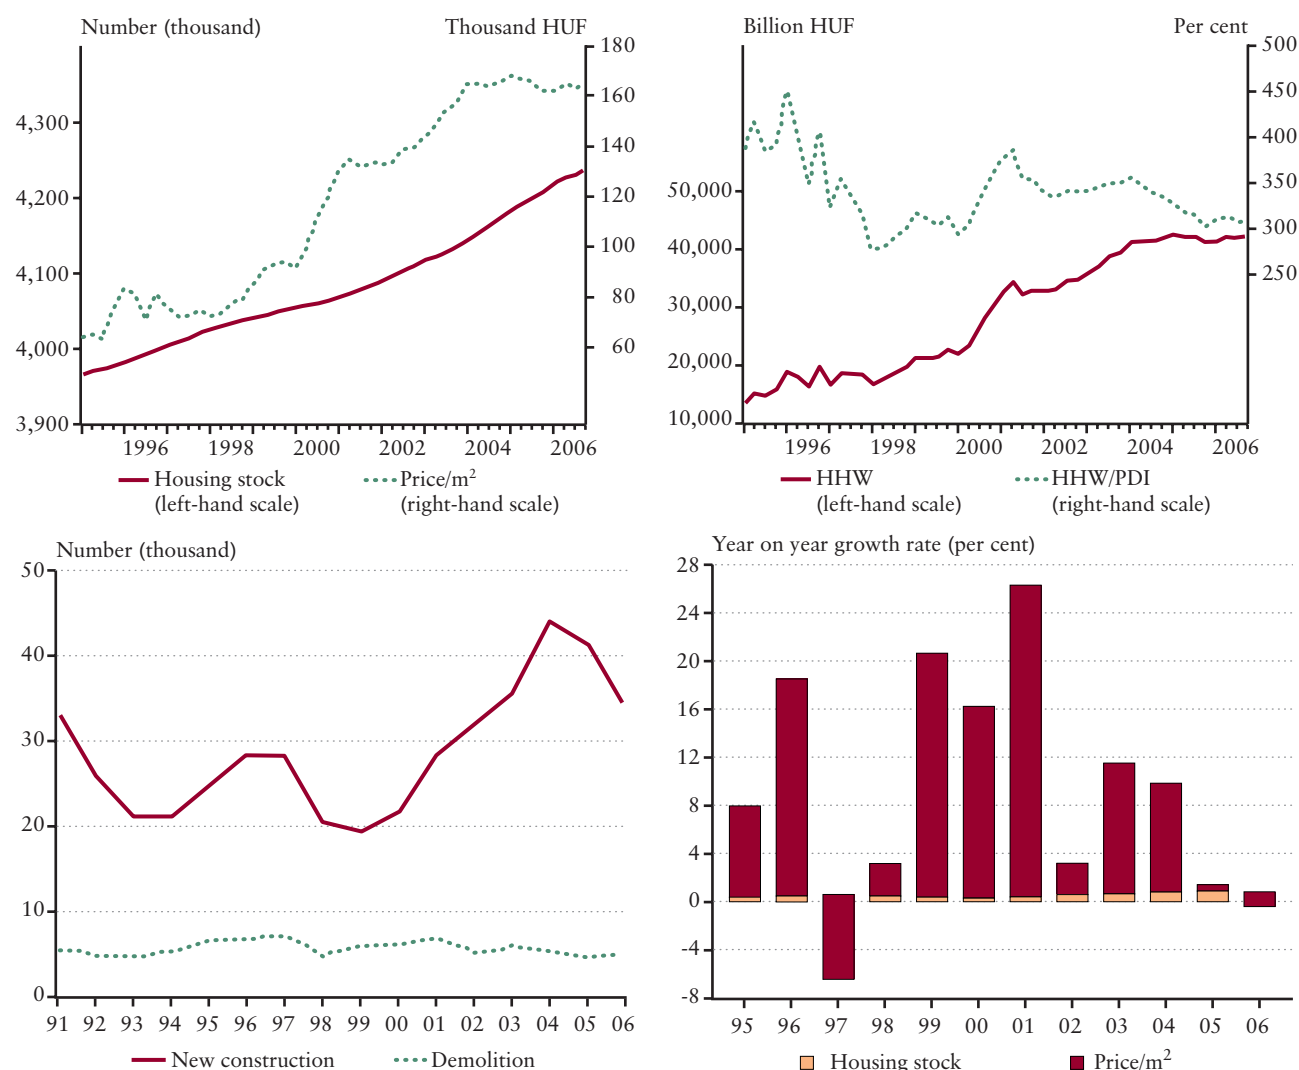 Number (thousand)
Thousand HUF
180
160
4,300
140
4,200
120
100
4,100
80
4,000
60
3,900
1996 1998 2000 2002 2004 2006
Housing stock
(left-hand scale)
Price/m²
(right-hand scale)
Billion HUF
Per cent
500
450
400
50,000
350
40,000
300
30,000
250
20,000
10,000
1996 1998 2000 2002 2004 2006
HHW
(left-hand scale)
HHW/PDI
(right-hand scale)
Number (thousand)
50
40
30
20
10
0
91 92 93 94 95 96 97 98 99 00 01 02 03 04 05 06
New construction
Demolition
Year on year growth rate (per cent)
28
24
20
16
12
8
4
0
-4
-8
95 96 97 98 99 00 01 02 03 04 05 06
Housing stock
Price/m²